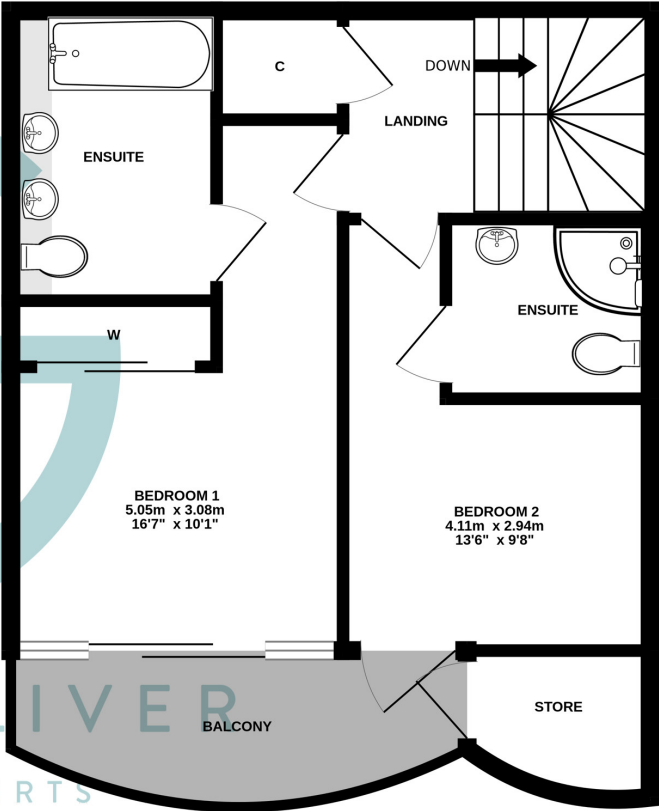 C
DOWN
LANDING
ENSUITE
ENSUITE
W
BEDROOM 1
5.05m x 3.08m
16'7" x 10'1"
BEDROOM 2
4.11m x 2.94m
13'6" x 9'8"
LIVER
BALCONY
STORE
RTS